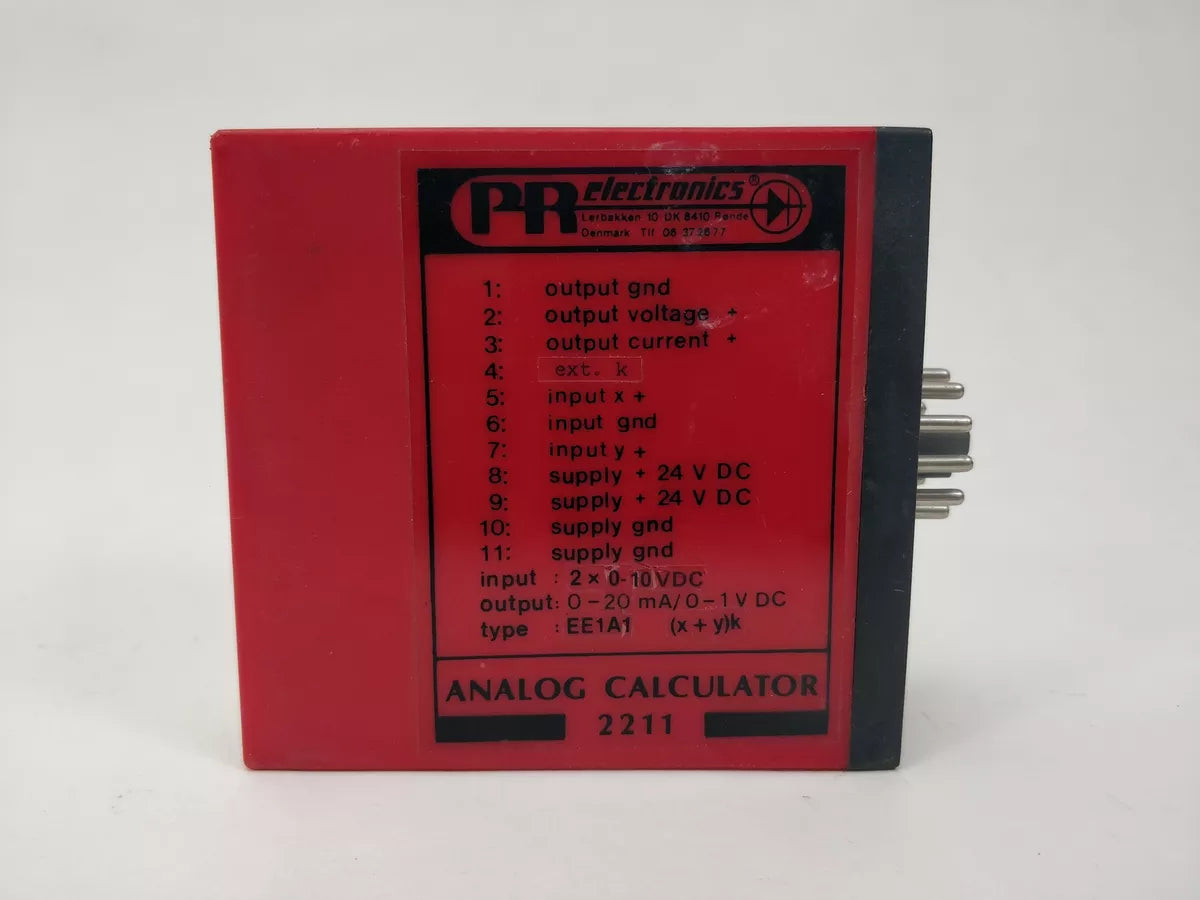 PR electronics®
Lerbakken 10 DK 8410 Rønde
Denmark Tlf 06 372677
1: output gnd
2: output voltage +
3: output current +
4: ext. k
5: input x +
6: input gnd
7: input y +
8: supply + 24 V DC
9: supply + 24 V DC
10: supply gnd
11: supply gnd
input : 2 × 0-10VDC
output: 0-20 mA/0-1 V DC
type : EE1A1 (x + y)k
ANALOG CALCULATOR
2211